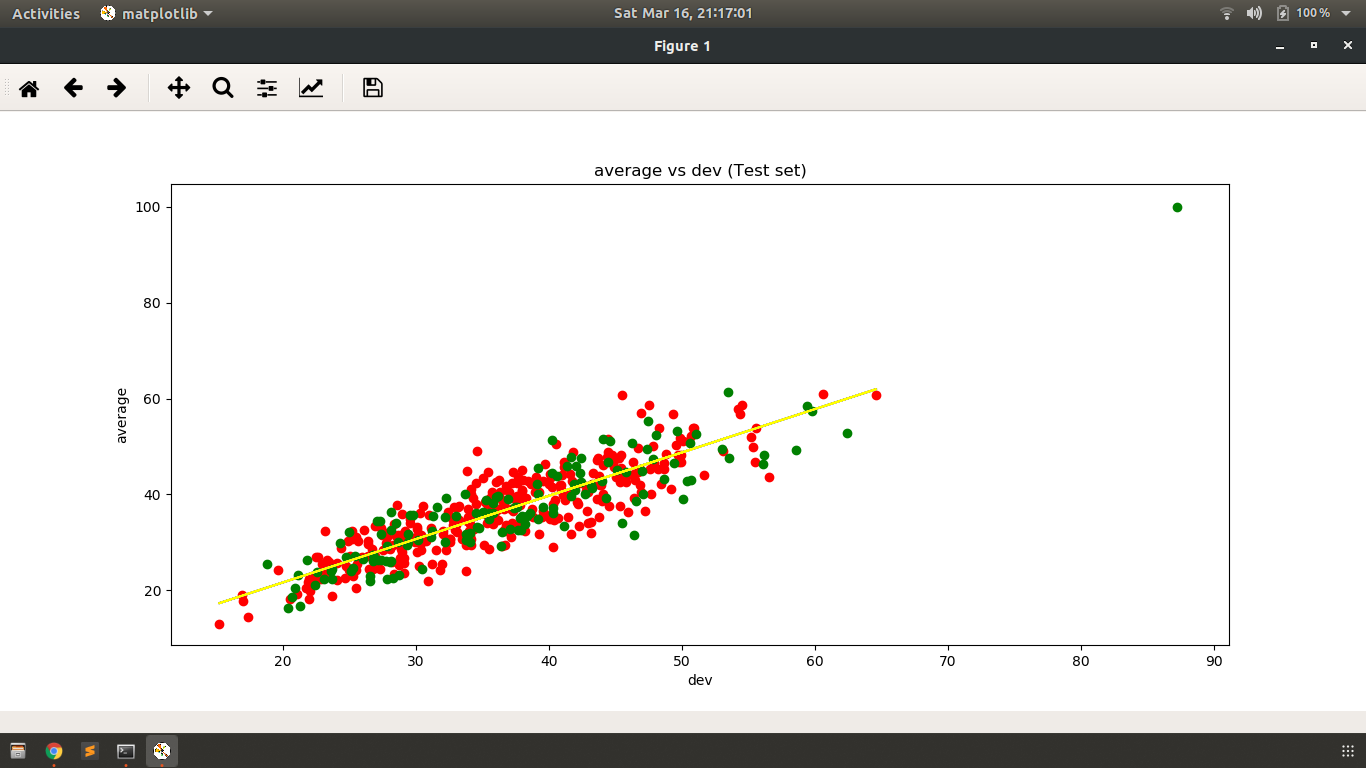 Activities matplotlib Sat Mar 16, 21:17:01 100 %
Figure 1
average vs dev (Test set)
100
80
60
40
20
average
20 30 40 50 60 70 80 90
dev